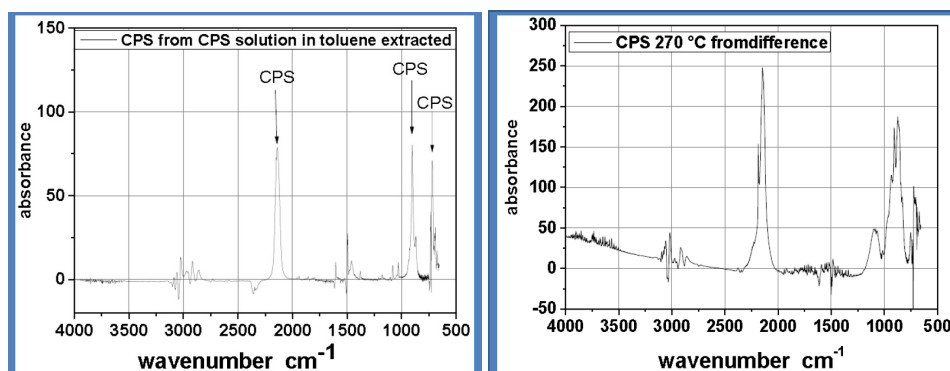 150
CPS from CPS solution in toluene extracted
CPS
CPS
CPS
100
50
0
absorbance
4000 3500 3000 2500 2000 1500 1000 500
wavenumber cm-1
300
CPS 270 °C fromdifference
250
200
150
100
50
0
-50
absorbance
4000 3500 3000 2500 2000 1500 1000 500
wavenumber cm-1